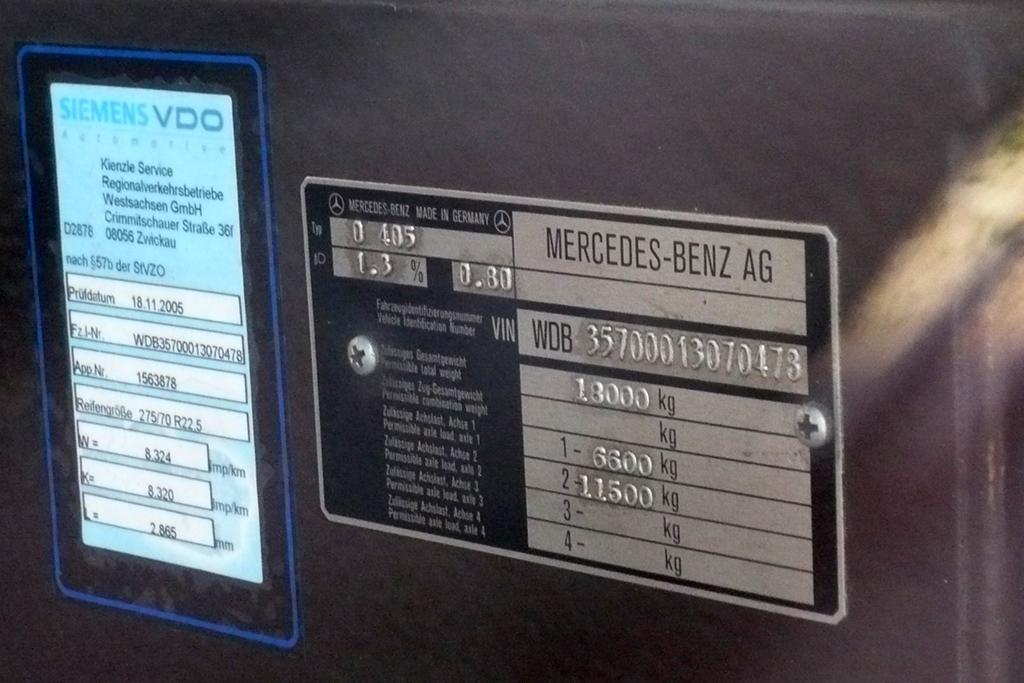 SIEMENS VDO
Automotive
Kienzle Service
Regionalverkehrsbetriebe
Westsachsen GmbH
Crimmitschauer Straße 36f
D2878 08056 Zwickau
nach §57b der StVZO
Prüfdatum 18.11.2005
Fz.I-Nr. WDB35700013070478
App.Nr. 1563878
Reifengröße 275/70 R22,5
W = 8.324 imp/km
K= 8.320 imp/km
L = 2.865 mm
MERCEDES-BENZ MADE IN GERMANY
Typ O 405
1.3 % 0.80
MERCEDES-BENZ AG
Fahrzeugidentifizierungsnummer
Vehicle Identification Number VIN WDB 35700013070478
Zulässiges Gesamtgewicht
Permissible total weight 18000 kg
Zulässiges Zug-Gesamtgewicht
Permissible combination weight kg
Zulässige Achslast, Achse 1
Permissible axle load, axle 1 1- 6600 kg
Zulässige Achslast, Achse 2
Permissible axle load, axle 2 2- 11500 kg
Zulässige Achslast, Achse 3
Permissible axle load, axle 3 3- kg
Zulässige Achslast, Achse 4
Permissible axle load, axle 4 4- kg